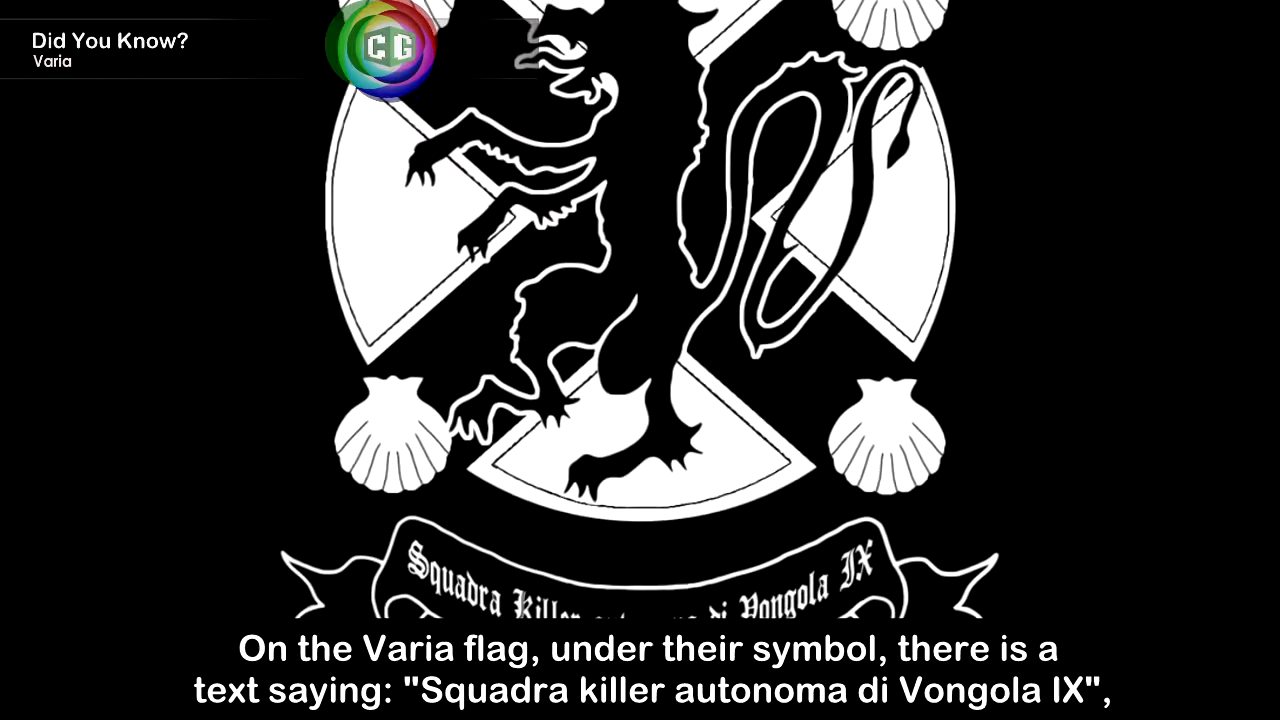 Did You Know?
Varia
CG
Squadra Killer di Vongola IX
On the Varia flag, under their symbol, there is a
text saying: "Squadra killer autonoma di Vongola IX",